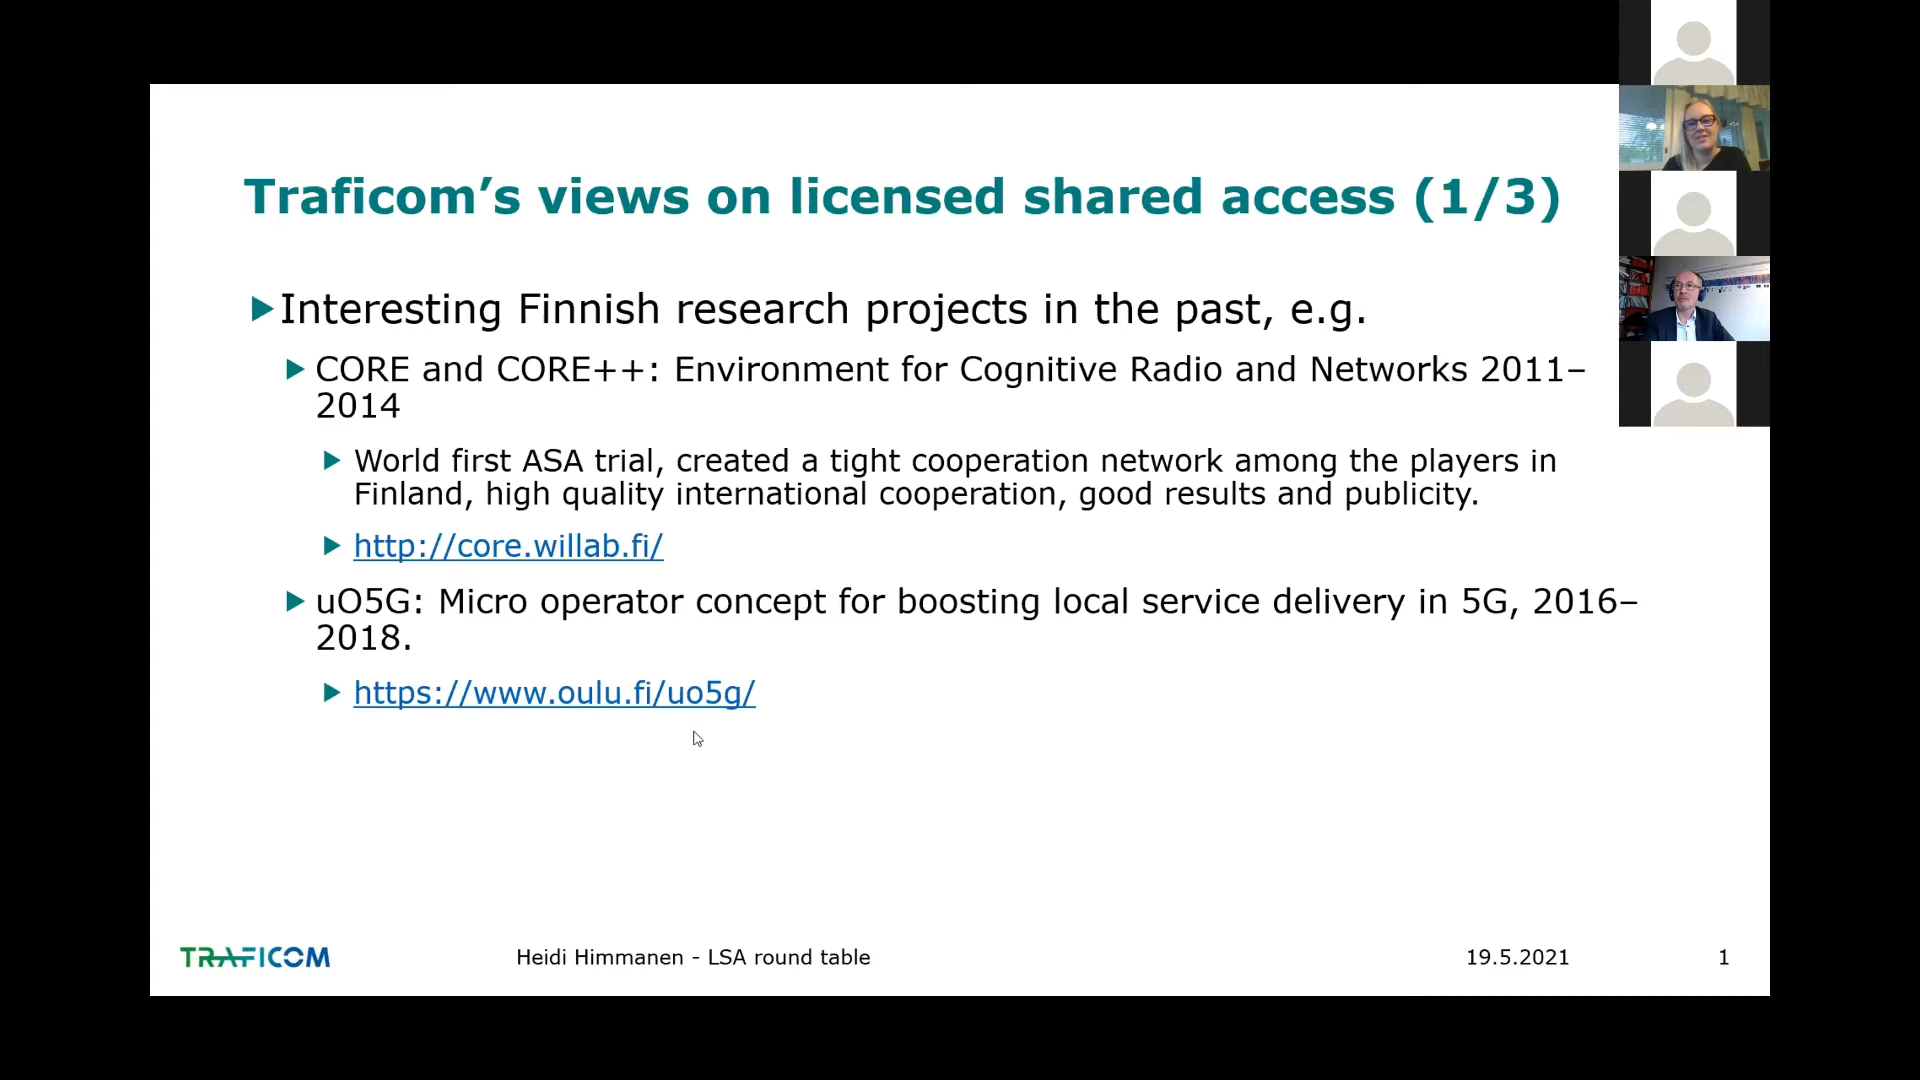 Traficom’s views on licensed shared access (1/3)
Interesting Finnish research projects in the past, e.g.
CORE and CORE++: Environment for Cognitive Radio and Networks 2011–
2014
World first ASA trial, created a tight cooperation network among the players in
Finland, high quality international cooperation, good results and publicity.
http://core.willab.fi/
uO5G: Micro operator concept for boosting local service delivery in 5G, 2016–
2018.
https://www.oulu.fi/uo5g/
TRAFICOM
Heidi Himmanen - LSA round table
19.5.2021
1